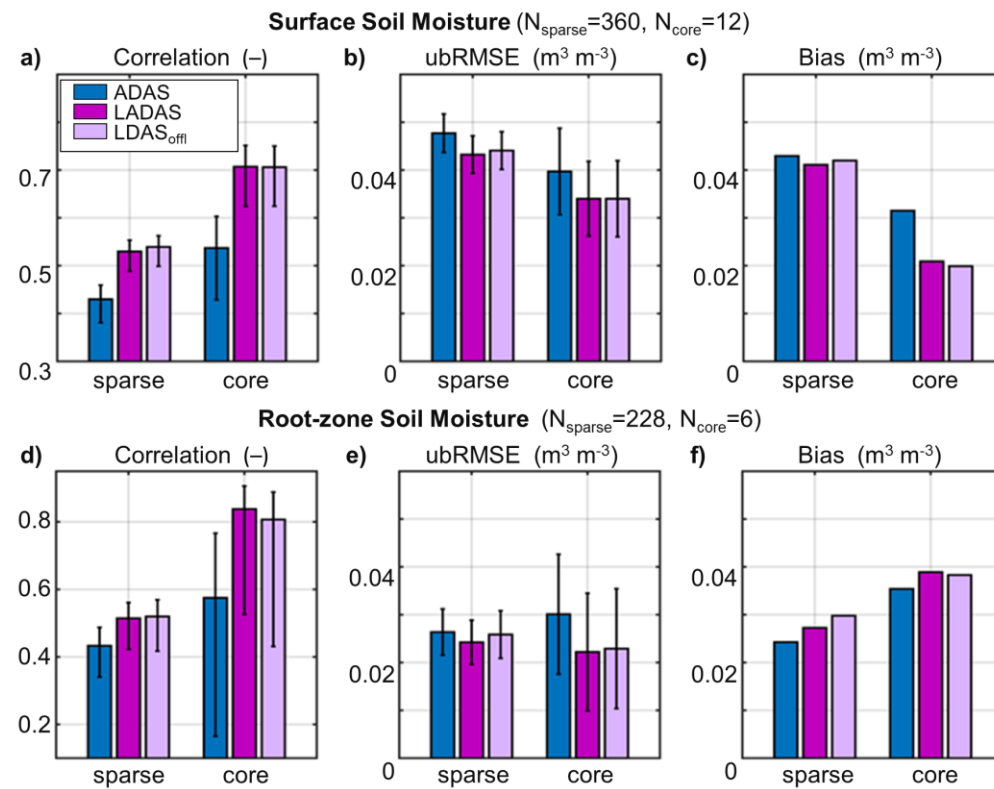 Surface Soil Moisture (Nsparse=360, Ncore=12)
a) Correlation (–) b) ubRMSE (m³ m⁻³) c) Bias (m³ m⁻³)
ADAS
LADAS
LDASoffl
0.7 0.04 0.04
0.5 0.02 0.02
0.3 0 0
sparse core sparse core sparse core
Root-zone Soil Moisture (Nsparse=228, Ncore=6)
d) Correlation (–) e) ubRMSE (m³ m⁻³) f) Bias (m³ m⁻³)
0.8
0.6 0.04 0.04
0.4 0.02 0.02
0.2
0 0
sparse core sparse core sparse core